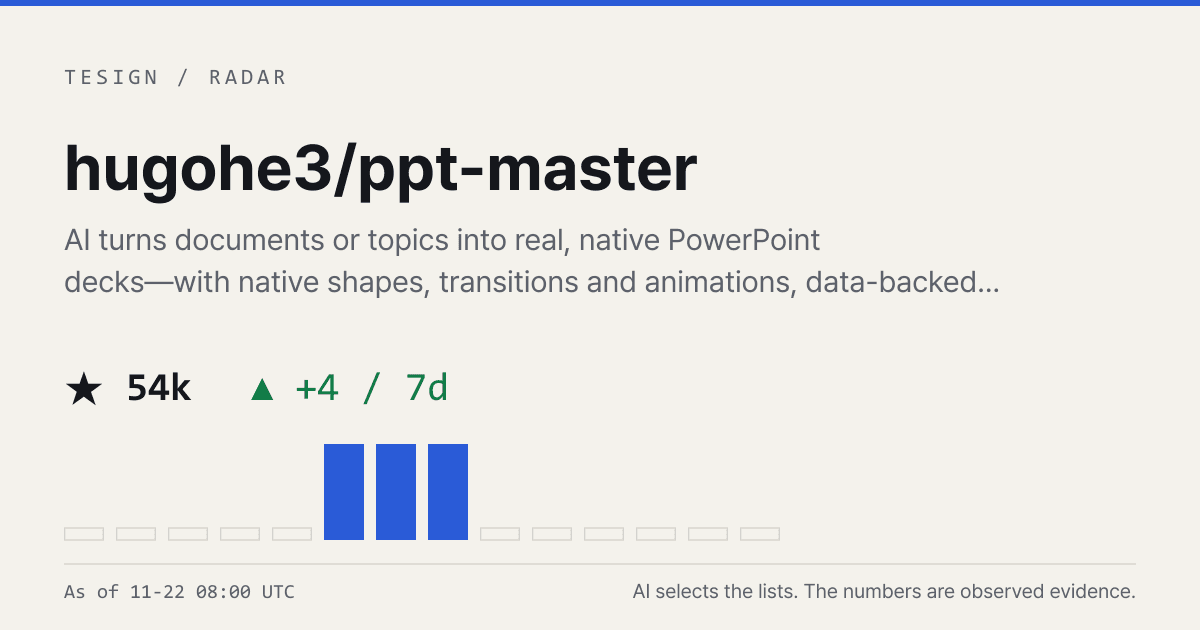 TESIGN / RADAR
hugohe3/ppt-master
AI turns documents or topics into real, native PowerPoint
decks—with native shapes, transitions and animations, data-backed…
★ 54k ▲ +4 / 7d
As of 11-22 08:00 UTC
AI selects the lists. The numbers are observed evidence.